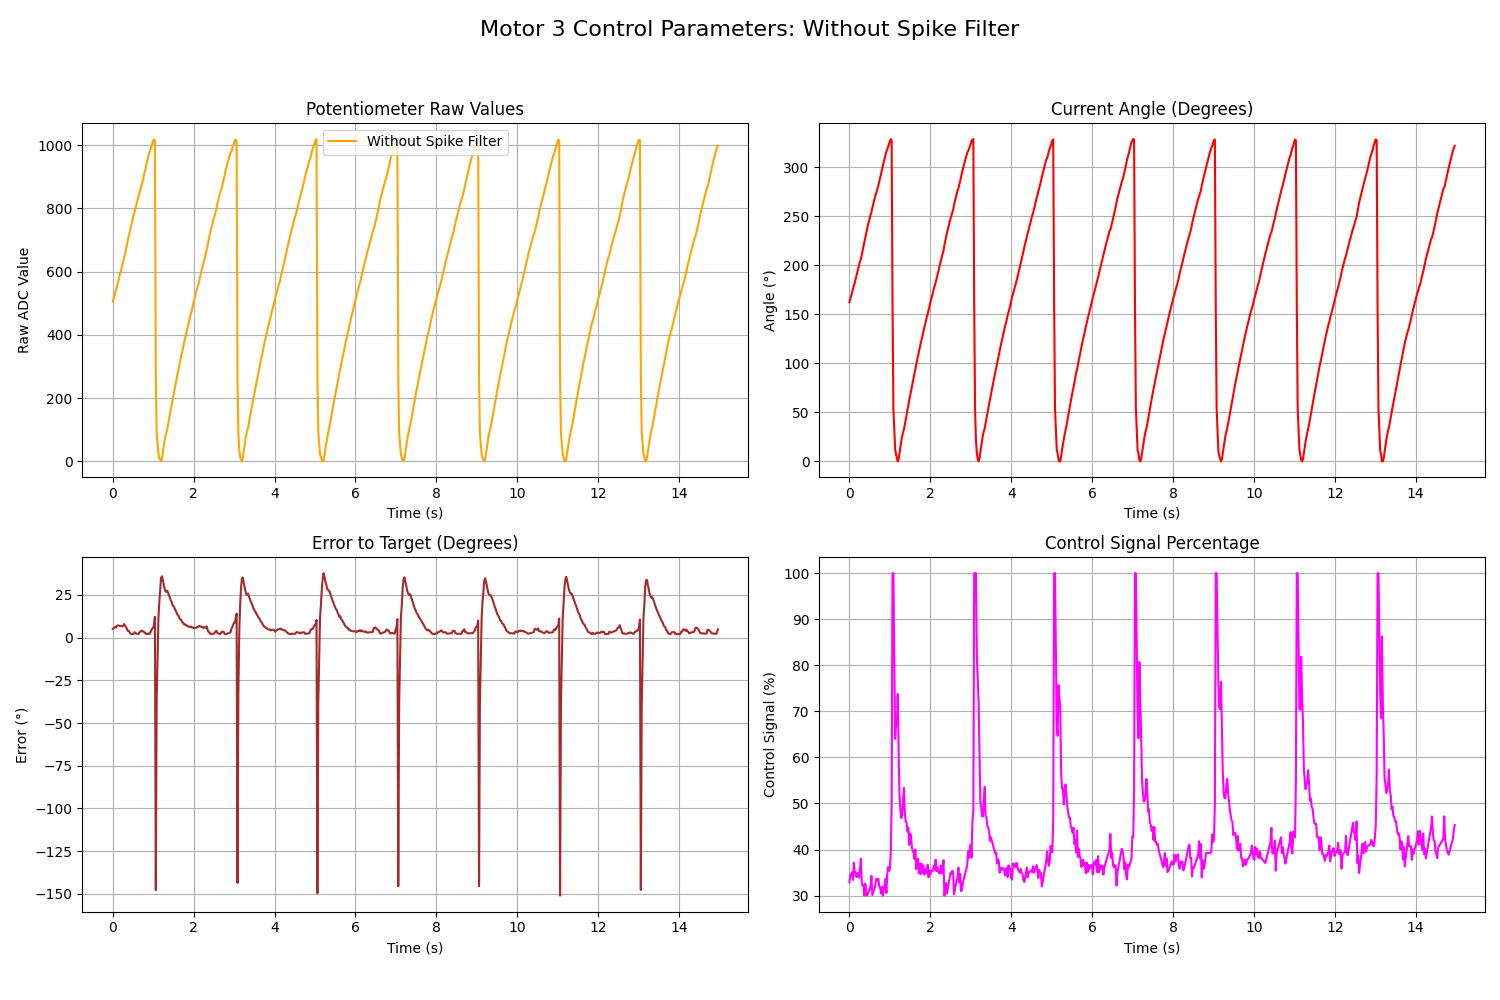 Motor 3 Control Parameters: Without Spike Filter
Potentiometer Raw Values
Without Spike Filter
Raw ADC Value
1000
800
600
400
200
0
0 2 4 6 8 10 12 14
Time (s)
Current Angle (Degrees)
Angle (°)
300
250
200
150
100
50
0
0 2 4 6 8 10 12 14
Time (s)
Error to Target (Degrees)
Error (°)
25
0
−25
−50
−75
−100
−125
−150
0 2 4 6 8 10 12 14
Time (s)
Control Signal Percentage
Control Signal (%)
100
90
80
70
60
50
40
30
0 2 4 6 8 10 12 14
Time (s)